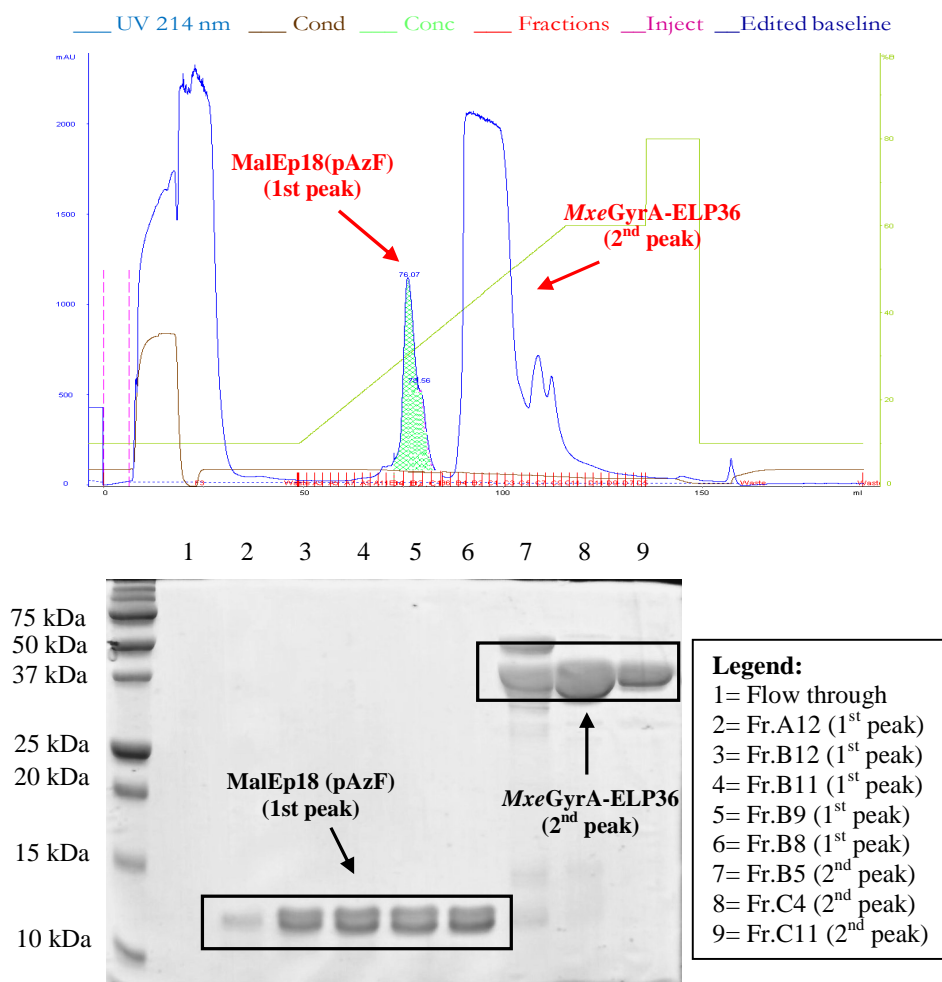 UV 214 nm Cond Conc Fractions Inject Edited baseline
mAU %B
2000 80
MalEp18(pAzF)
(1st peak)
1500
MxeGyrA-ELP36
(2nd peak)
60
76.07
1000 40
78.56
500 20
0 0
0 50 100 150 ml
Waste
1 2 3 4 5 6 7 8 9
75 kDa
50 kDa
37 kDa
25 kDa
20 kDa
15 kDa
10 kDa
MalEp18 (pAzF)
(1st peak)
MxeGyrA-ELP36
(2nd peak)
Legend:
1= Flow through
2= Fr.A12 (1st peak)
3= Fr.B12 (1st peak)
4= Fr.B11 (1st peak)
5= Fr.B9 (1st peak)
6= Fr.B8 (1st peak)
7= Fr.B5 (2nd peak)
8= Fr.C4 (2nd peak)
9= Fr.C11 (2nd peak)